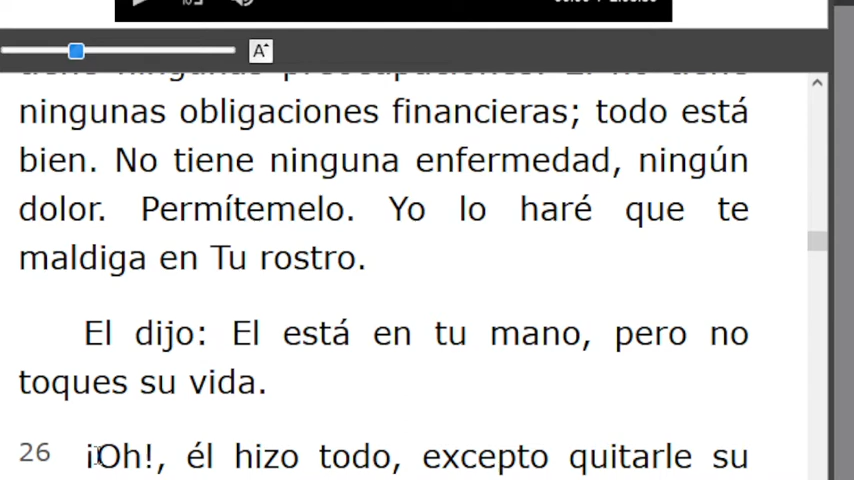 ningunas obligaciones financieras; todo está
bien. No tiene ninguna enfermedad, ningún
dolor. Permítemelo. Yo lo haré que te
maldiga en Tu rostro.
El dijo: El está en tu mano, pero no
toques su vida.
26 ¡Oh!, él hizo todo, excepto quitarle su